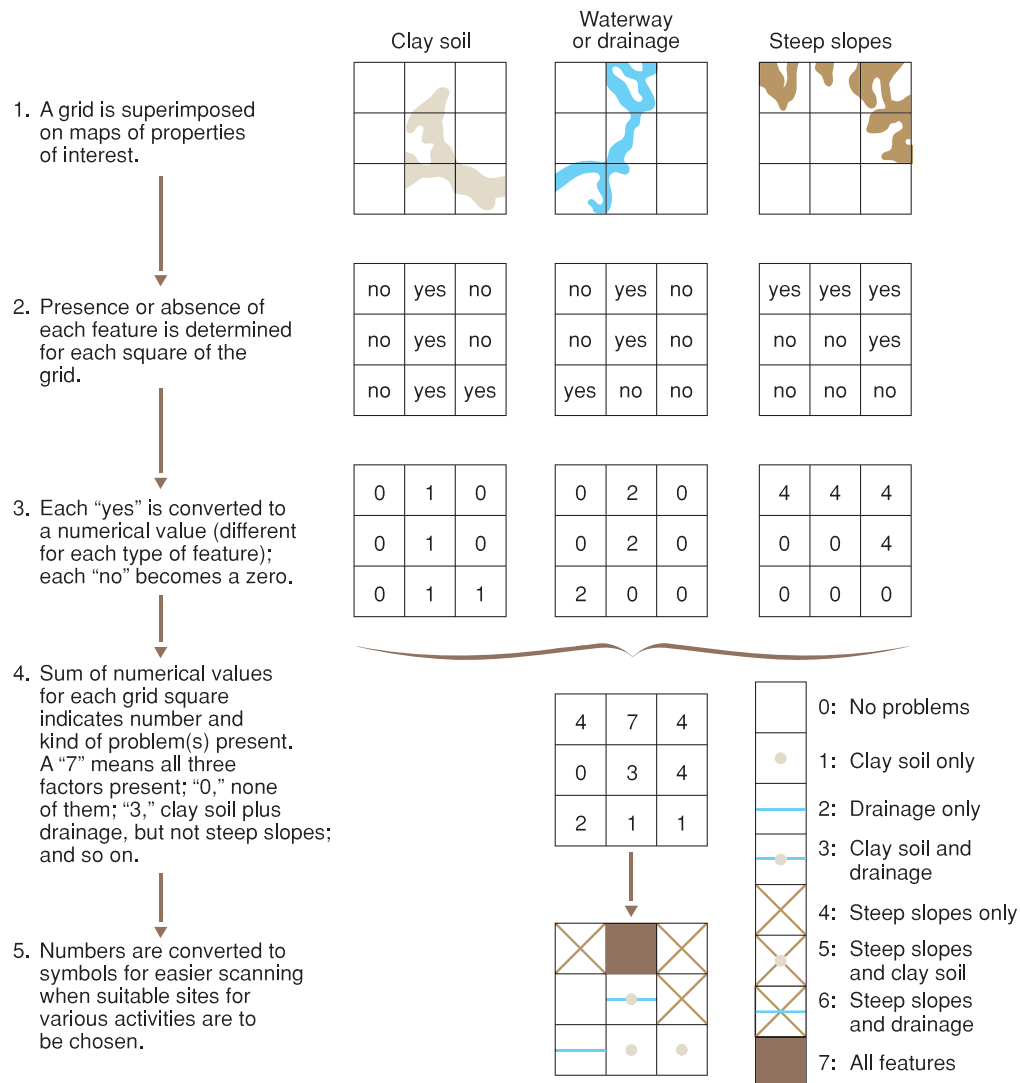 Clay soil
Waterway
or drainage
Steep slopes
1. A grid is superimposed
on maps of properties
of interest.
2. Presence or absence of
each feature is determined
for each square of the
grid.
no yes no
no yes no
no yes yes
no yes no
no yes no
yes no no
yes yes yes
no no yes
no no no
3. Each “yes” is converted to
a numerical value (different
for each type of feature);
each “no” becomes a zero.
0 1 0
0 1 0
0 1 1
0 2 0
0 2 0
2 0 0
4 4 4
0 0 4
0 0 0
4. Sum of numerical values
for each grid square
indicates number and
kind of problem(s) present.
A “7” means all three
factors present; “0,” none
of them; “3,” clay soil plus
drainage, but not steep slopes;
and so on.
4 7 4
0 3 4
2 1 1
0: No problems
1: Clay soil only
2: Drainage only
3: Clay soil and
drainage
4: Steep slopes only
5: Steep slopes
and clay soil
6: Steep slopes
and drainage
7: All features
5. Numbers are converted to
symbols for easier scanning
when suitable sites for
various activities are to
be chosen.